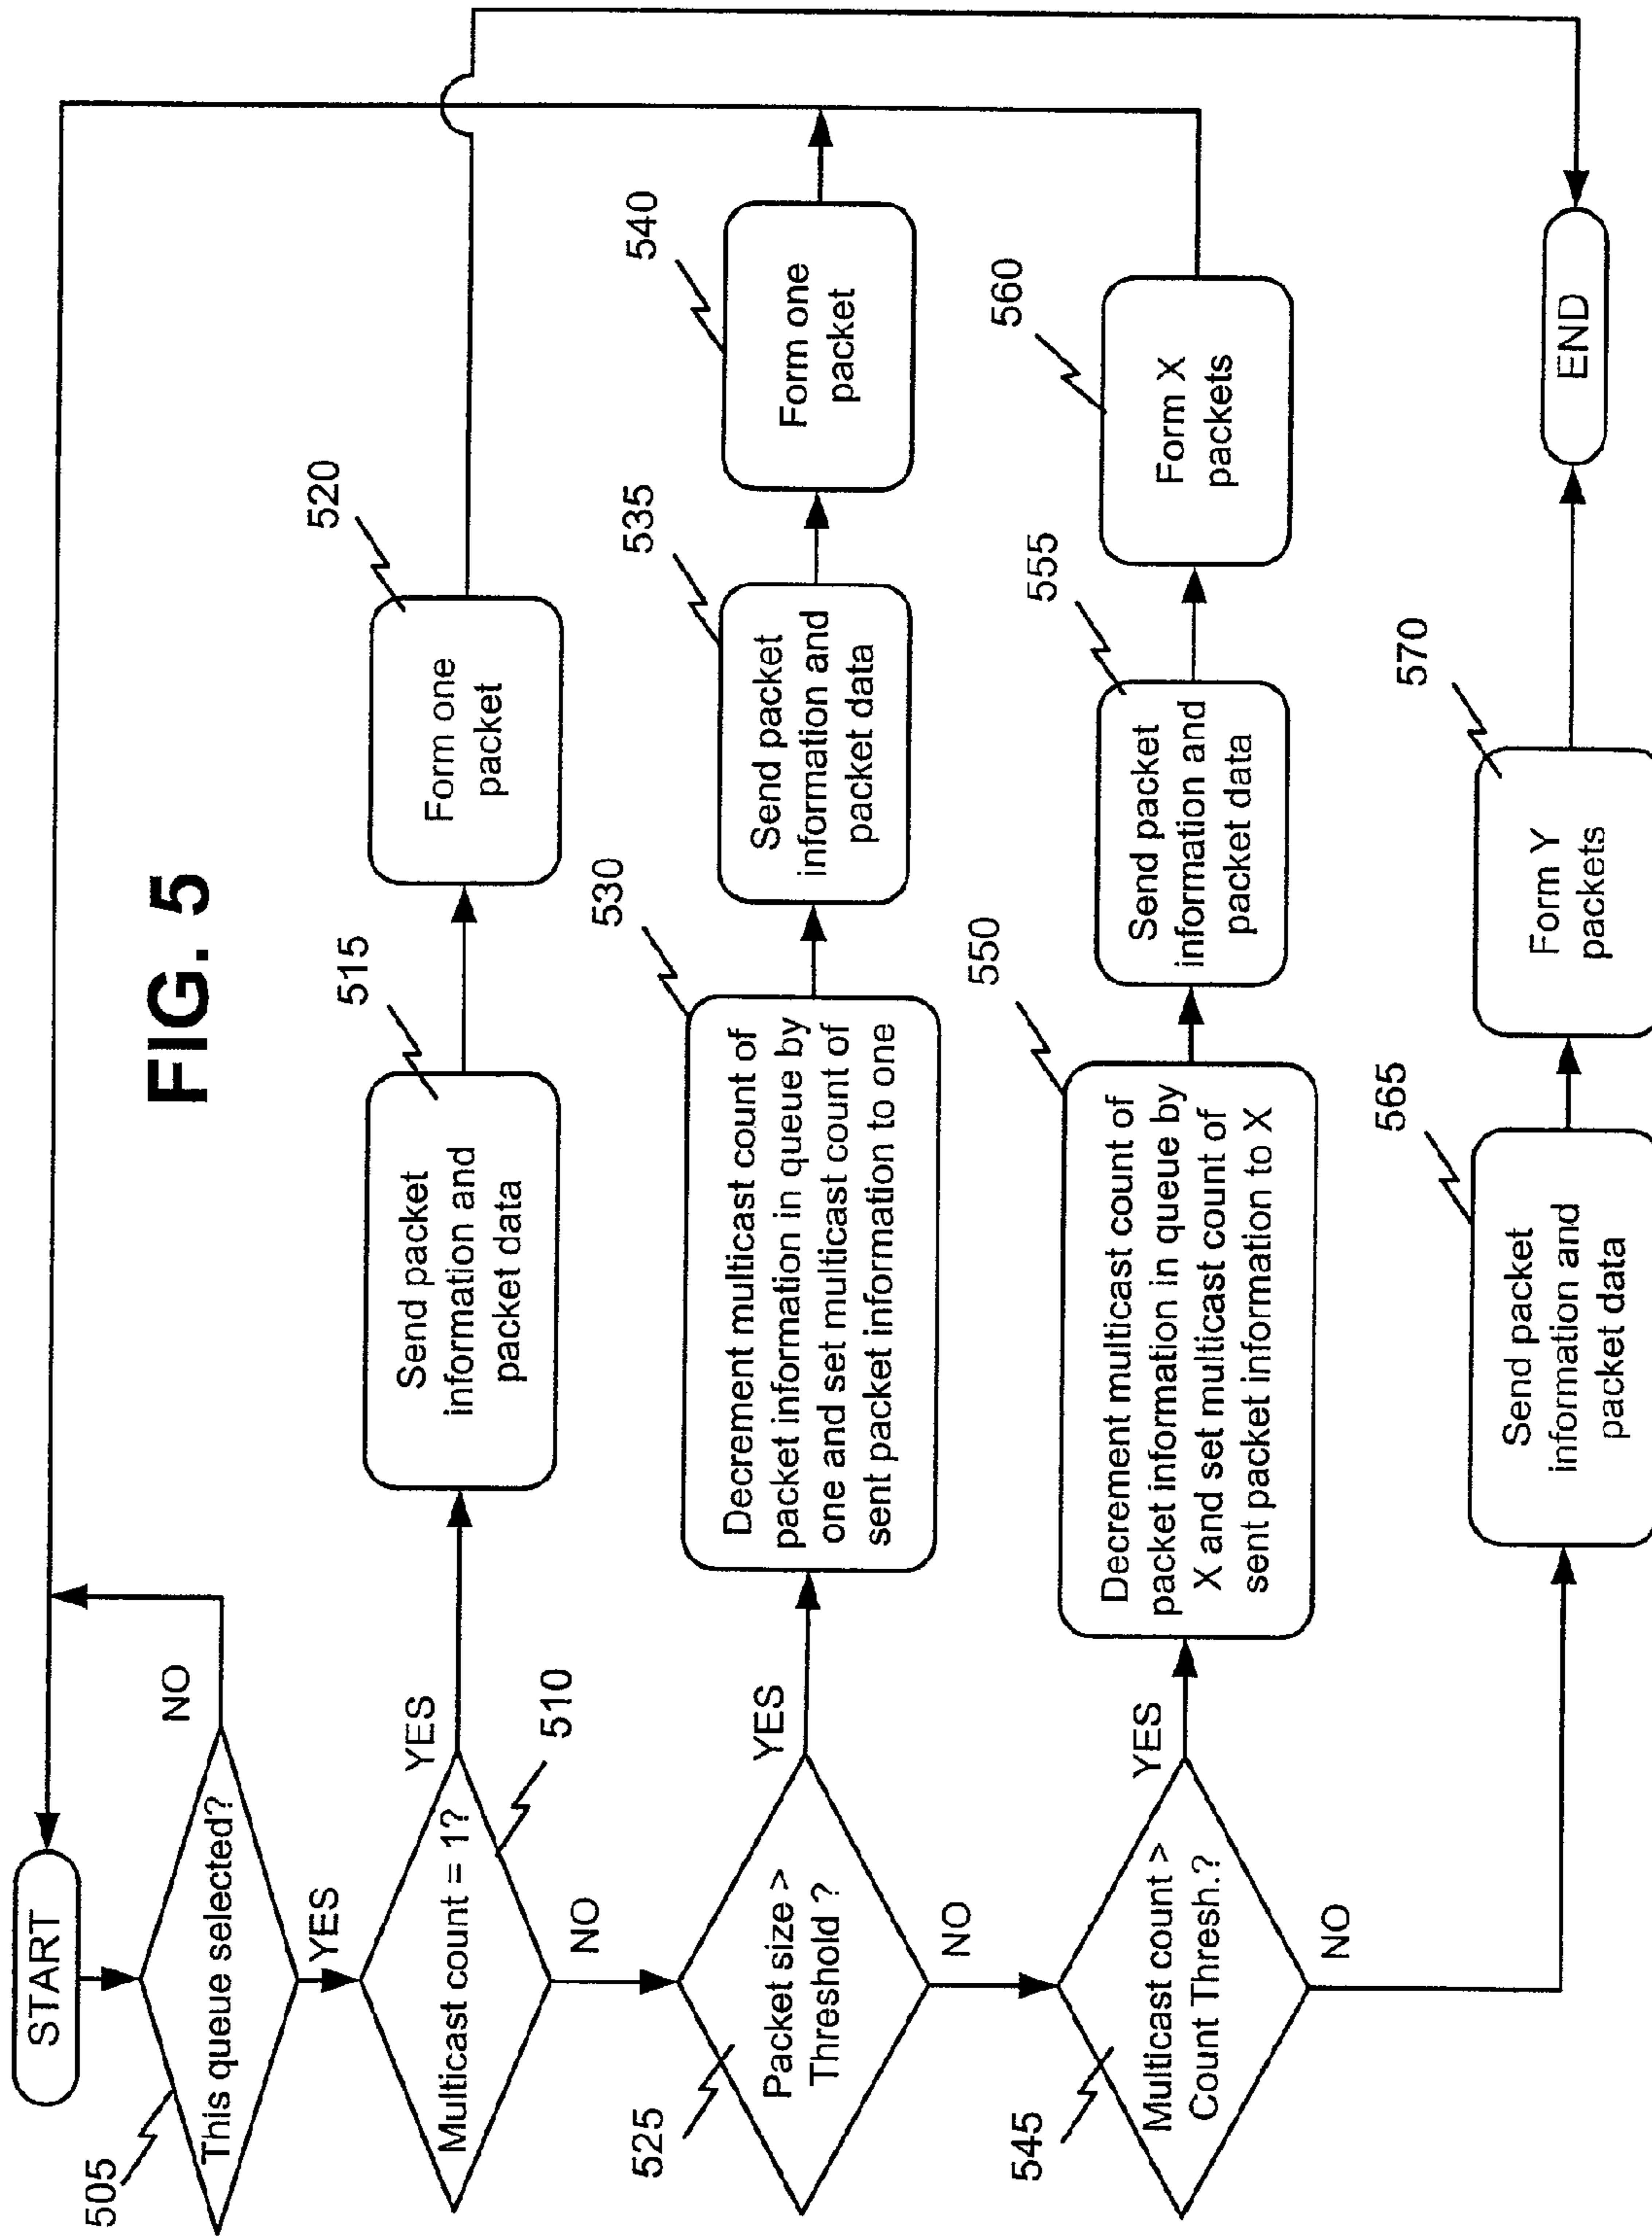 FIG. 5
START
505
This queue selected?
NO
YES
510
Multicast count = 1?
YES
NO
515
Send packet
information and
packet data
520
Form one
packet
525
Packet size >
Threshold ?
YES
NO
530
Decrement multicast count of
packet information in queue by
one and set multicast count of
sent packet information to one
535
Send packet
information and
packet data
540
Form one
packet
545
Multicast count >
Count Thresh.?
YES
NO
550
Decrement multicast count of
packet information in queue by
X and set multicast count of
sent packet information to X
555
Send packet
information and
packet data
560
Form X
packets
565
Send packet
information and
packet data
570
Form Y
packets
END